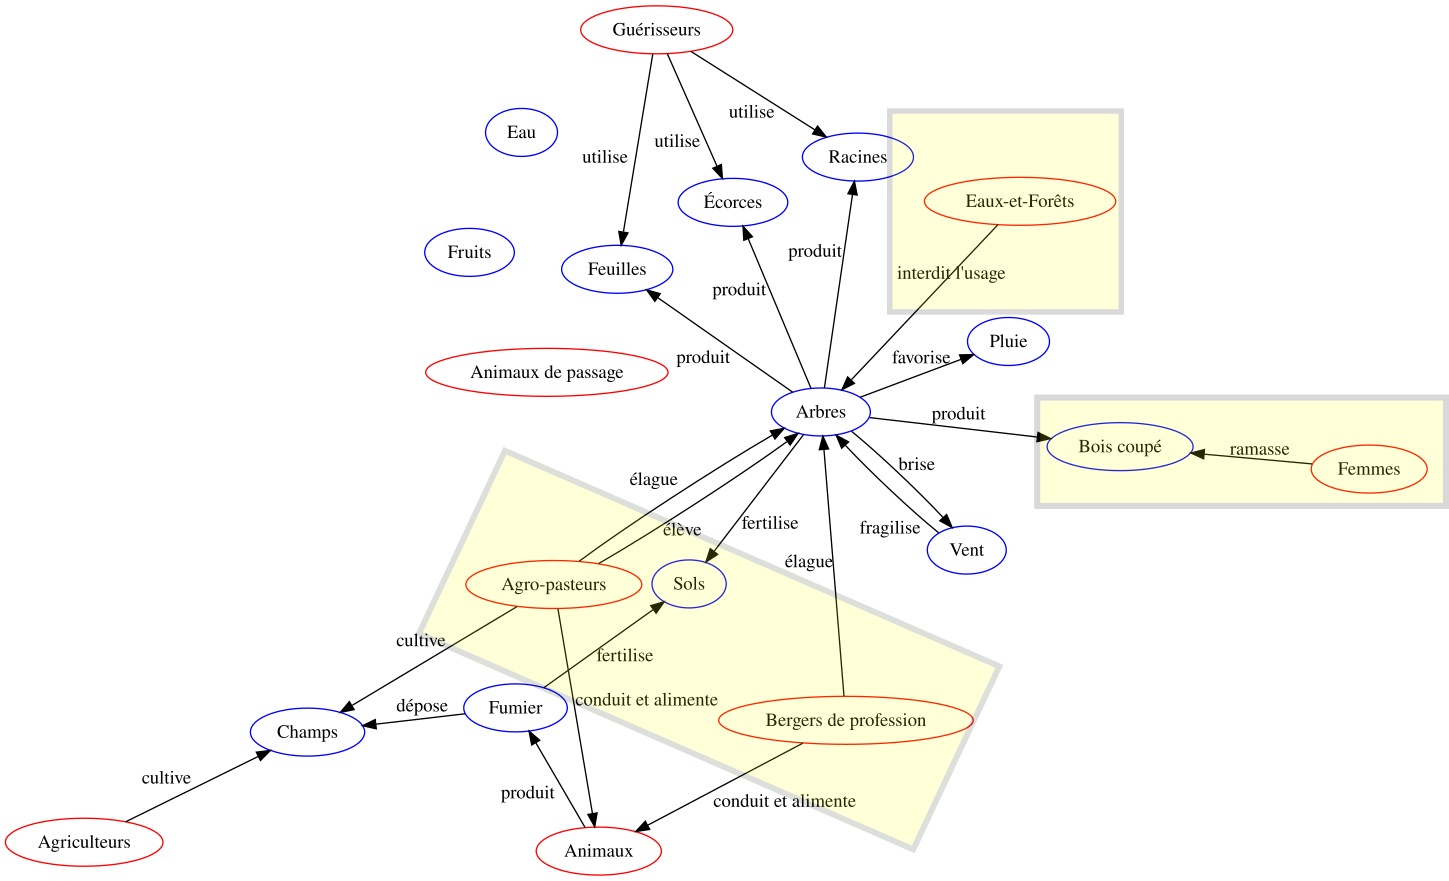 Guérisseurs
utilise
Eau
utilise
utilise
Racines
Écorces
Eaux-et-Forêts
Fruits
Feuilles
produit
interdit l'usage
produit
Pluie
produit
favorise
Animaux de passage
Arbres
produit
Bois coupé
ramasse
Femmes
brise
élague
fertilise
fragilise
élève
Vent
élague
Agro-pasteurs
Sols
cultive
fertilise
conduit et alimente
dépose
Fumier
Bergers de profession
Champs
cultive
produit
conduit et alimente
Agriculteurs
Animaux